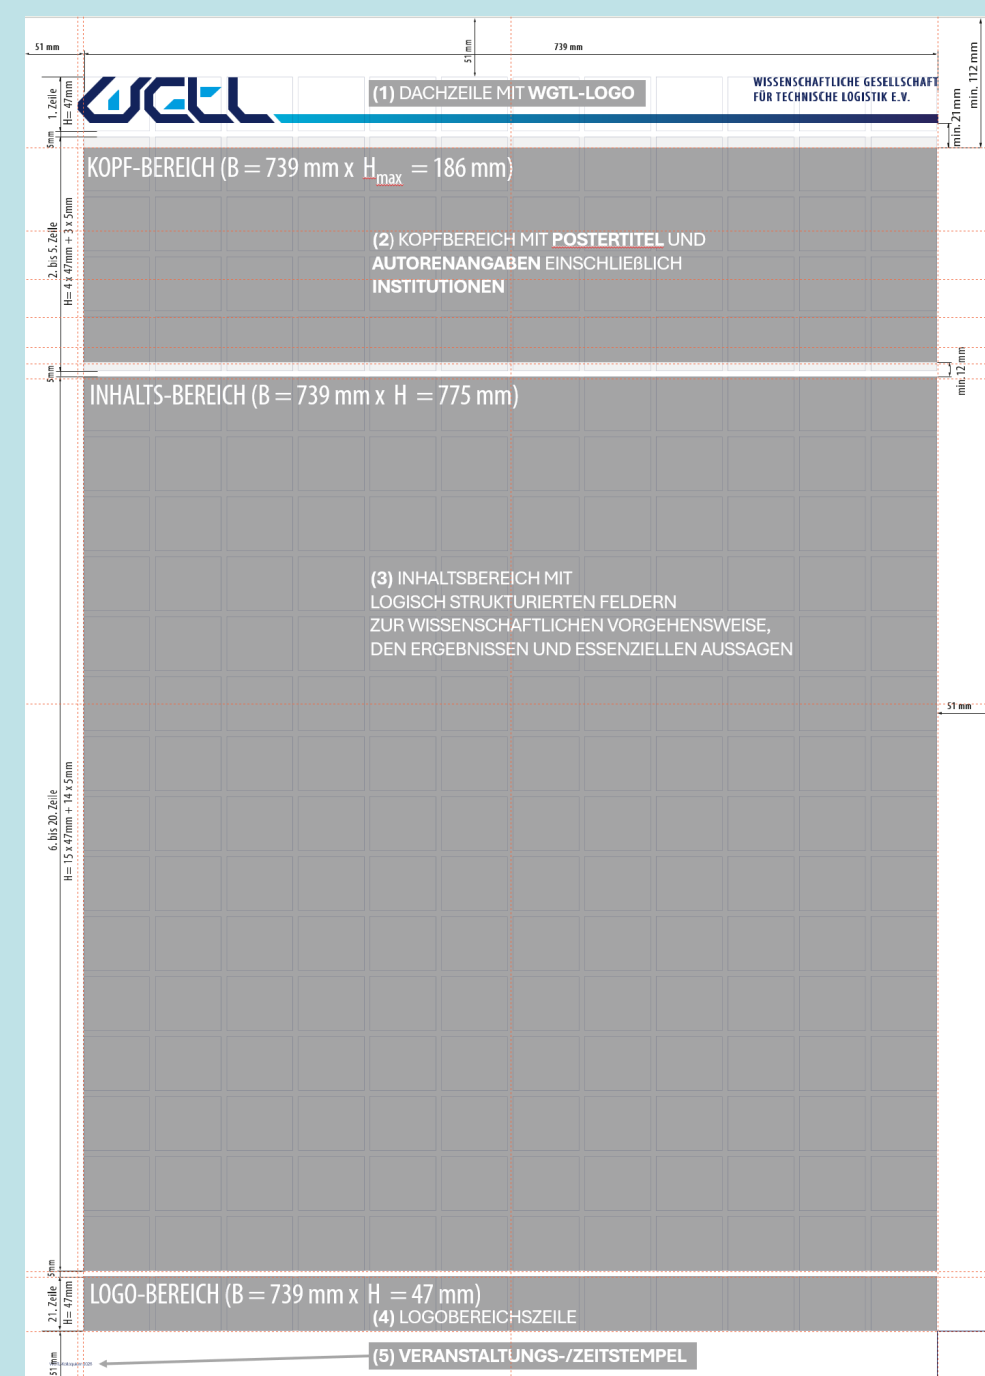 51 mm
51 mm
739 mm
min. 112 mm
WGTL
(1) DACHZEILE MIT WGTL-LOGO
WISSENSCHAFTLICHE GESELLSCHAFT
FÜR TECHNISCHE LOGISTIK E.V.
1. Zeile
H= 47mm
min. 21mm
5mm
KOPF-BEREICH (B = 739 mm x Hmax = 186 mm)
2. bis 5. Zeile
H= 4 x 47mm + 3 x 5mm
(2) KOPFBEREICH MIT POSTERTITEL UND
AUTORENANGABEN EINSCHLIEßLICH
INSTITUTIONEN
5mm
min. 12 mm
INHALTS-BEREICH (B = 739 mm x H = 775 mm)
(3) INHALTSBEREICH MIT
LOGISCH STRUKTURIERTEN FELDERN
ZUR WISSENSCHAFTLICHEN VORGEHENSWEISE,
DEN ERGEBNISSEN UND ESSENZIELLEN AUSSAGEN
51 mm
6. bis 20. Zeile
H= 15 x 47mm + 14 x 5mm
5mm
21. Zeile
H= 47mm
LOGO-BEREICH (B = 739 mm x H = 47 mm)
(4) LOGOBEREICHSZEILE
51 mm
(5) VERANSTALTUNGS-/ZEITSTEMPEL